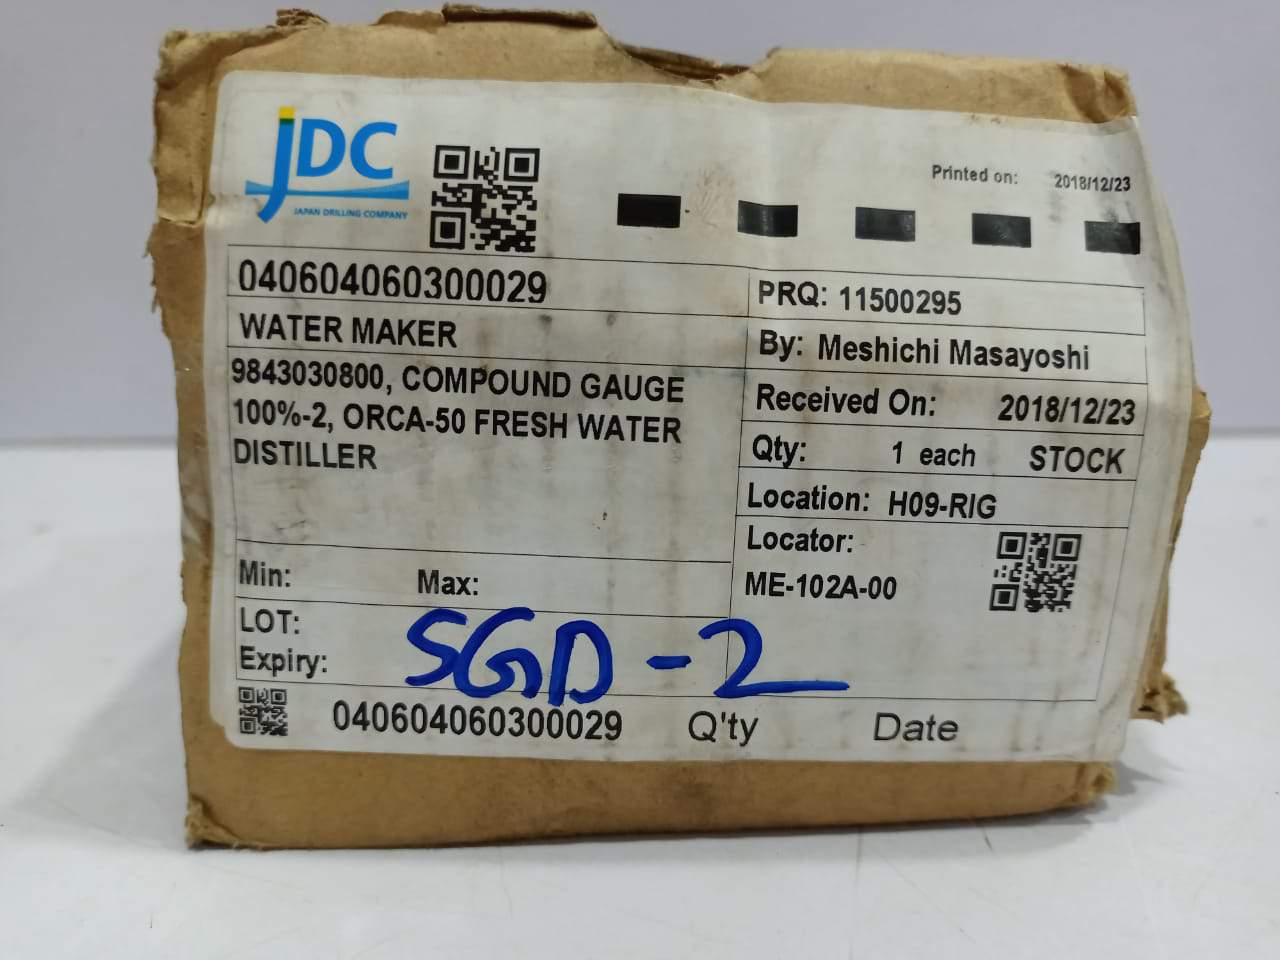 JDC
JAPAN DRILLING COMPANY
Printed on: 2018/12/23
040604060300029
WATER MAKER
9843030800, COMPOUND GAUGE
100%-2, ORCA-50 FRESH WATER
DISTILLER
Min: Max:
LOT:
Expiry:
PRQ: 11500295
By: Meshichi Masayoshi
Received On: 2018/12/23
Qty: 1 each STOCK
Location: H09-RIG
Locator:
ME-102A-00
SGD-2
040604060300029 Q'ty Date